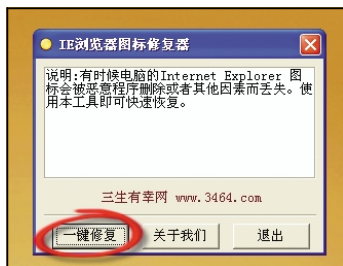 IE浏览器图标修复器
说明:有时候电脑的Internet Explorer 图
标会被恶意程序删除或者其他因素而丢失。使
用本工具即可快速恢复。
三生有幸网 www.3464.com
一键修复 关于我们 退出